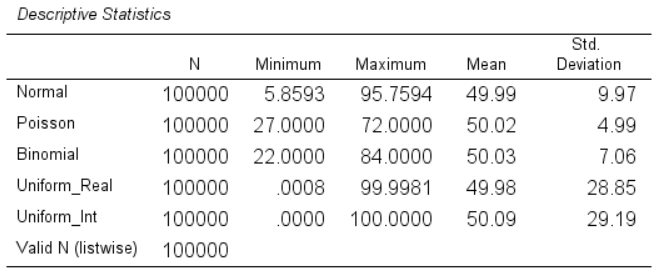 Descriptive Statistics
N Minimum Maximum Mean Std. Deviation
Normal 100000 5.8593 95.7594 49.99 9.97
Poisson 100000 27.0000 72.0000 50.02 4.99
Binomial 100000 22.0000 84.0000 50.03 7.06
Uniform_Real 100000 .0008 99.9981 49.98 28.85
Uniform_Int 100000 .0000 100.0000 50.09 29.19
Valid N (listwise) 100000